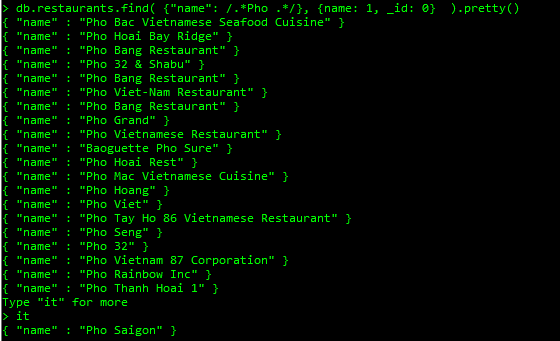 > db.restaurants.find( {"name": /.*Pho .*/}, {name: 1, _id: 0}  ).pretty()
{ "name" : "Pho Bac Vietnamese Seafood Cuisine" }
{ "name" : "Pho Hoai Bay Ridge" }
{ "name" : "Pho Bang Restaurant" }
{ "name" : "Pho 32 & Shabu" }
{ "name" : "Pho Bang Restaurant" }
{ "name" : "Pho Viet-Nam Restaurant" }
{ "name" : "Pho Bang Restaurant" }
{ "name" : "Pho Grand" }
{ "name" : "Pho Vietnamese Restaurant" }
{ "name" : "Baoguette Pho Sure" }
{ "name" : "Pho Hoai Rest" }
{ "name" : "Pho Mac Vietnamese Cuisine" }
{ "name" : "Pho Hoang" }
{ "name" : "Pho Viet" }
{ "name" : "Pho Tay Ho 86 Vietnamese Restaurant" }
{ "name" : "Pho Seng" }
{ "name" : "Pho 32" }
{ "name" : "Pho Vietnam 87 Corporation" }
{ "name" : "Pho Rainbow Inc" }
{ "name" : "Pho Thanh Hoai 1" }
Type "it" for more
> it
{ "name" : "Pho Saigon" }